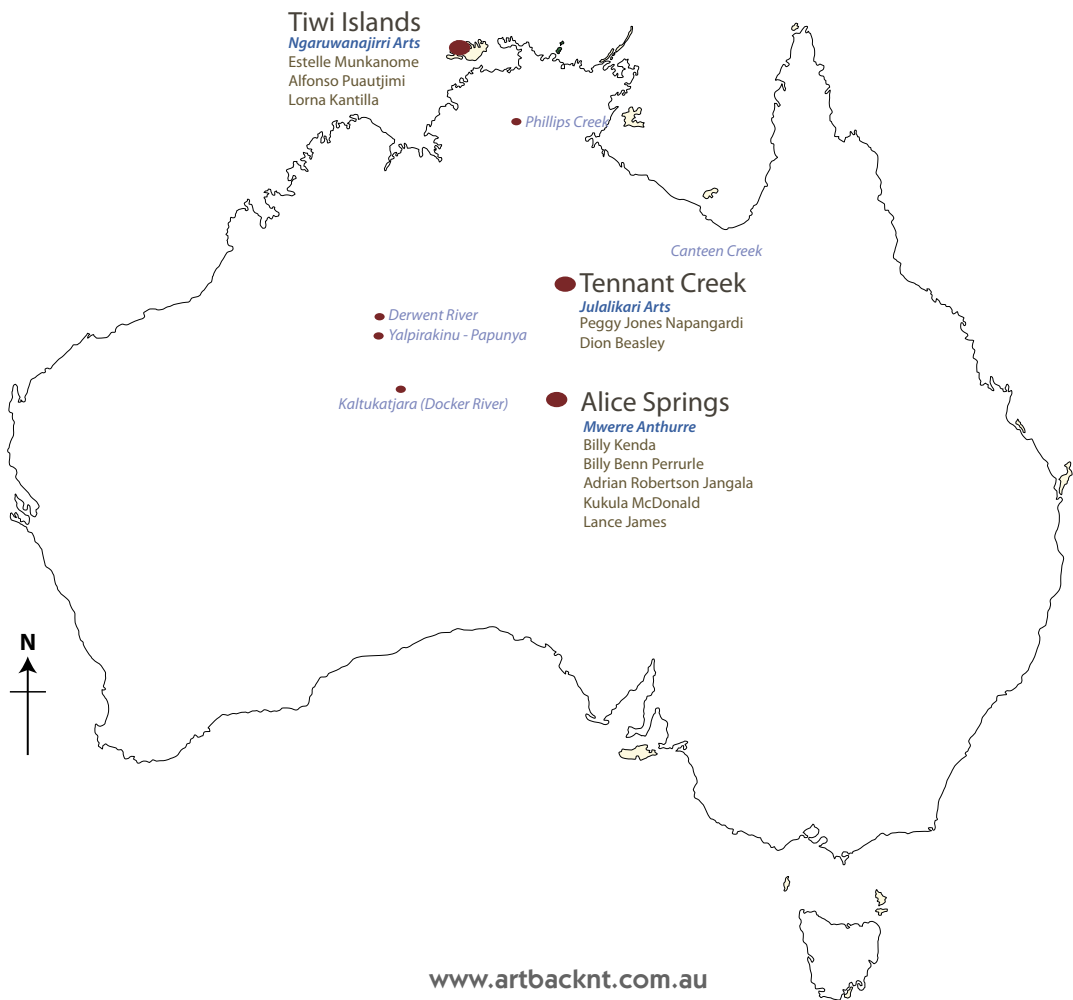 Tiwi Islands
Ngaruwanajirri Arts
Estelle Munkanome
Alfonso Puautjimi
Lorna Kantilla
Phillips Creek
Canteen Creek
Tennant Creek
Julalikari Arts
Peggy Jones Napangardi
Dion Beasley
Derwent River
Yalpirakinu - Papunya
Kaltukatjara (Docker River)
Alice Springs
Mwerre Anthurre
Billy Kenda
Billy Benn Perrurle
Adrian Robertson Jangala
Kukula McDonald
Lance James
N
www.artbacknt.com.au